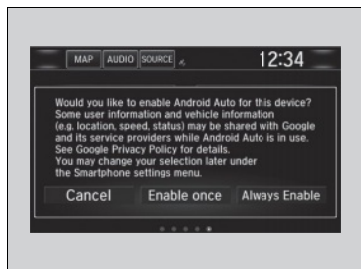 MAP AUDIO SOURCE 12:34
Would you like to enable Android Auto for this device?
Some user information and vehicle information
(e.g. location, speed, status) may be shared with Google
and its service providers while Android Auto is in use.
See Google Privacy Policy for details.
You may change your selection later under
the Smartphone settings menu.
Cancel Enable once Always Enable